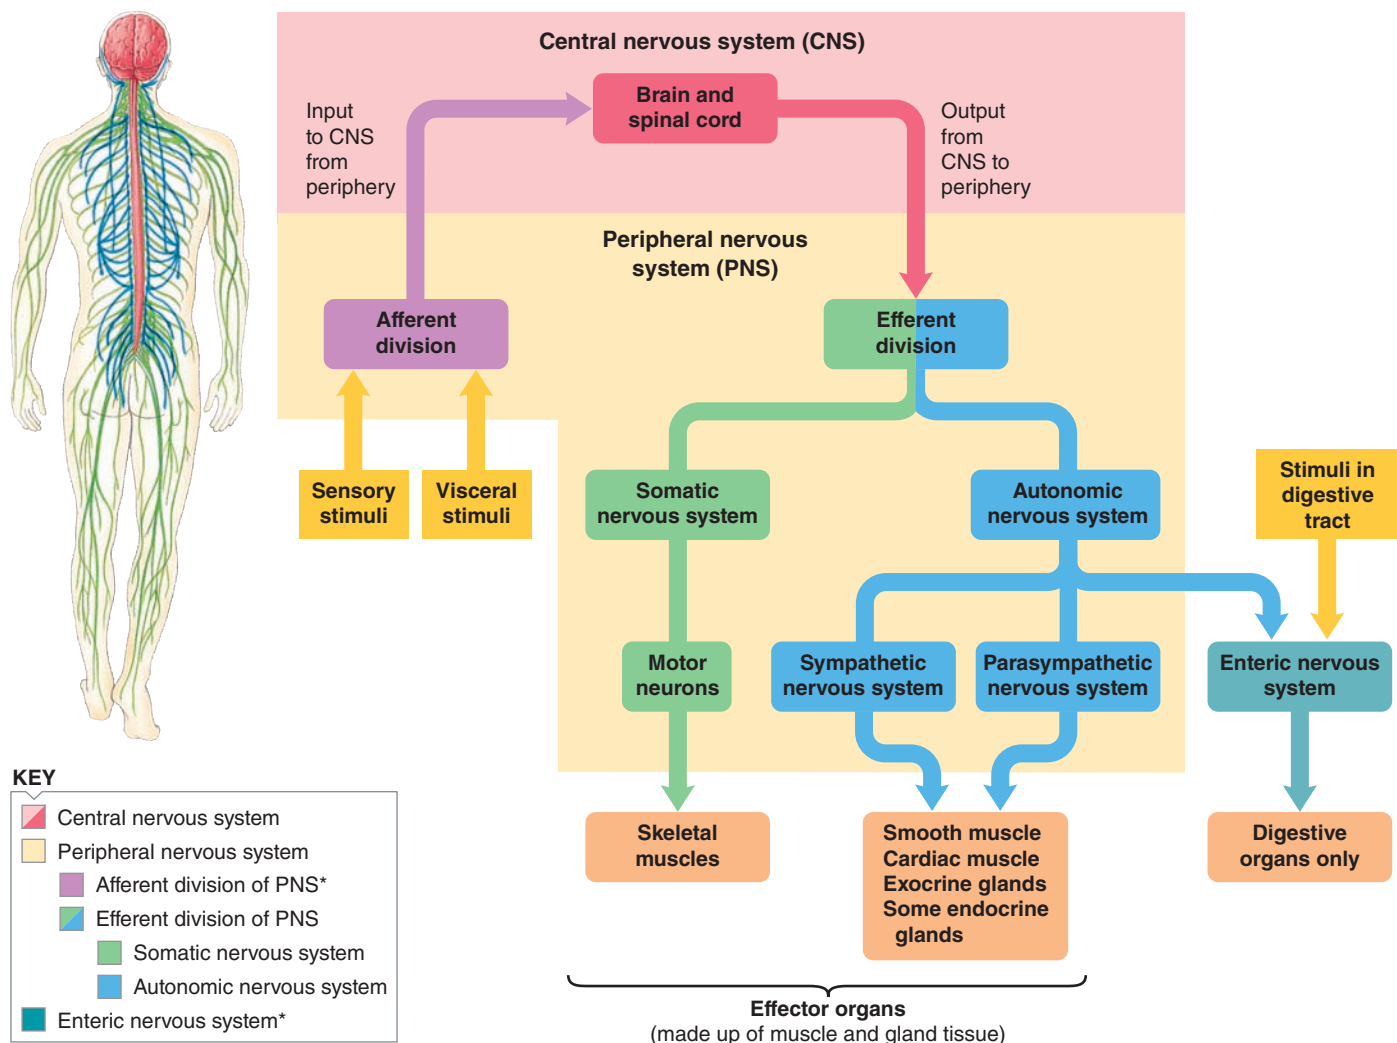 Central nervous system (CNS)
Input
to CNS
from
periphery
Brain and
spinal cord
Output
from
CNS to
periphery
Peripheral nervous
system (PNS)
Afferent
division
Efferent
division
Sensory
stimuli
Visceral
stimuli
Somatic
nervous system
Autonomic
nervous system
Stimuli in
digestive
tract
Motor
neurons
Sympathetic
nervous system
Parasympathetic
nervous system
Enteric nervous
system
Skeletal
muscles
Smooth muscle
Cardiac muscle
Exocrine glands
Some endocrine
glands
Digestive
organs only
Effector organs
(made up of muscle and gland tissue)
KEY
Central nervous system
Peripheral nervous system
Afferent division of PNS*
Efferent division of PNS
Somatic nervous system
Autonomic nervous system
Enteric nervous system*